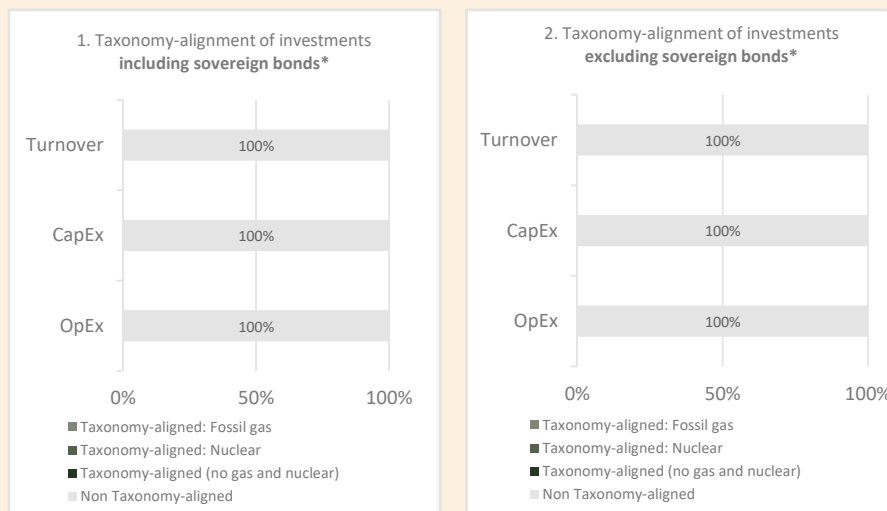 1. Taxonomy-alignment of investments
including sovereign bonds*
Turnover
100%
CapEx
100%
OpEx
100%
0%
50%
100%
Taxonomy-aligned: Fossil gas
Taxonomy-aligned: Nuclear
Taxonomy-aligned (no gas and nuclear)
Non Taxonomy-aligned
2. Taxonomy-alignment of investments
excluding sovereign bonds*
Turnover
100%
CapEx
100%
OpEx
100%
0%
50%
100%
Taxonomy-aligned: Fossil gas
Taxonomy-aligned: Nuclear
Taxonomy-aligned (no gas and nuclear)
Non Taxonomy-aligned